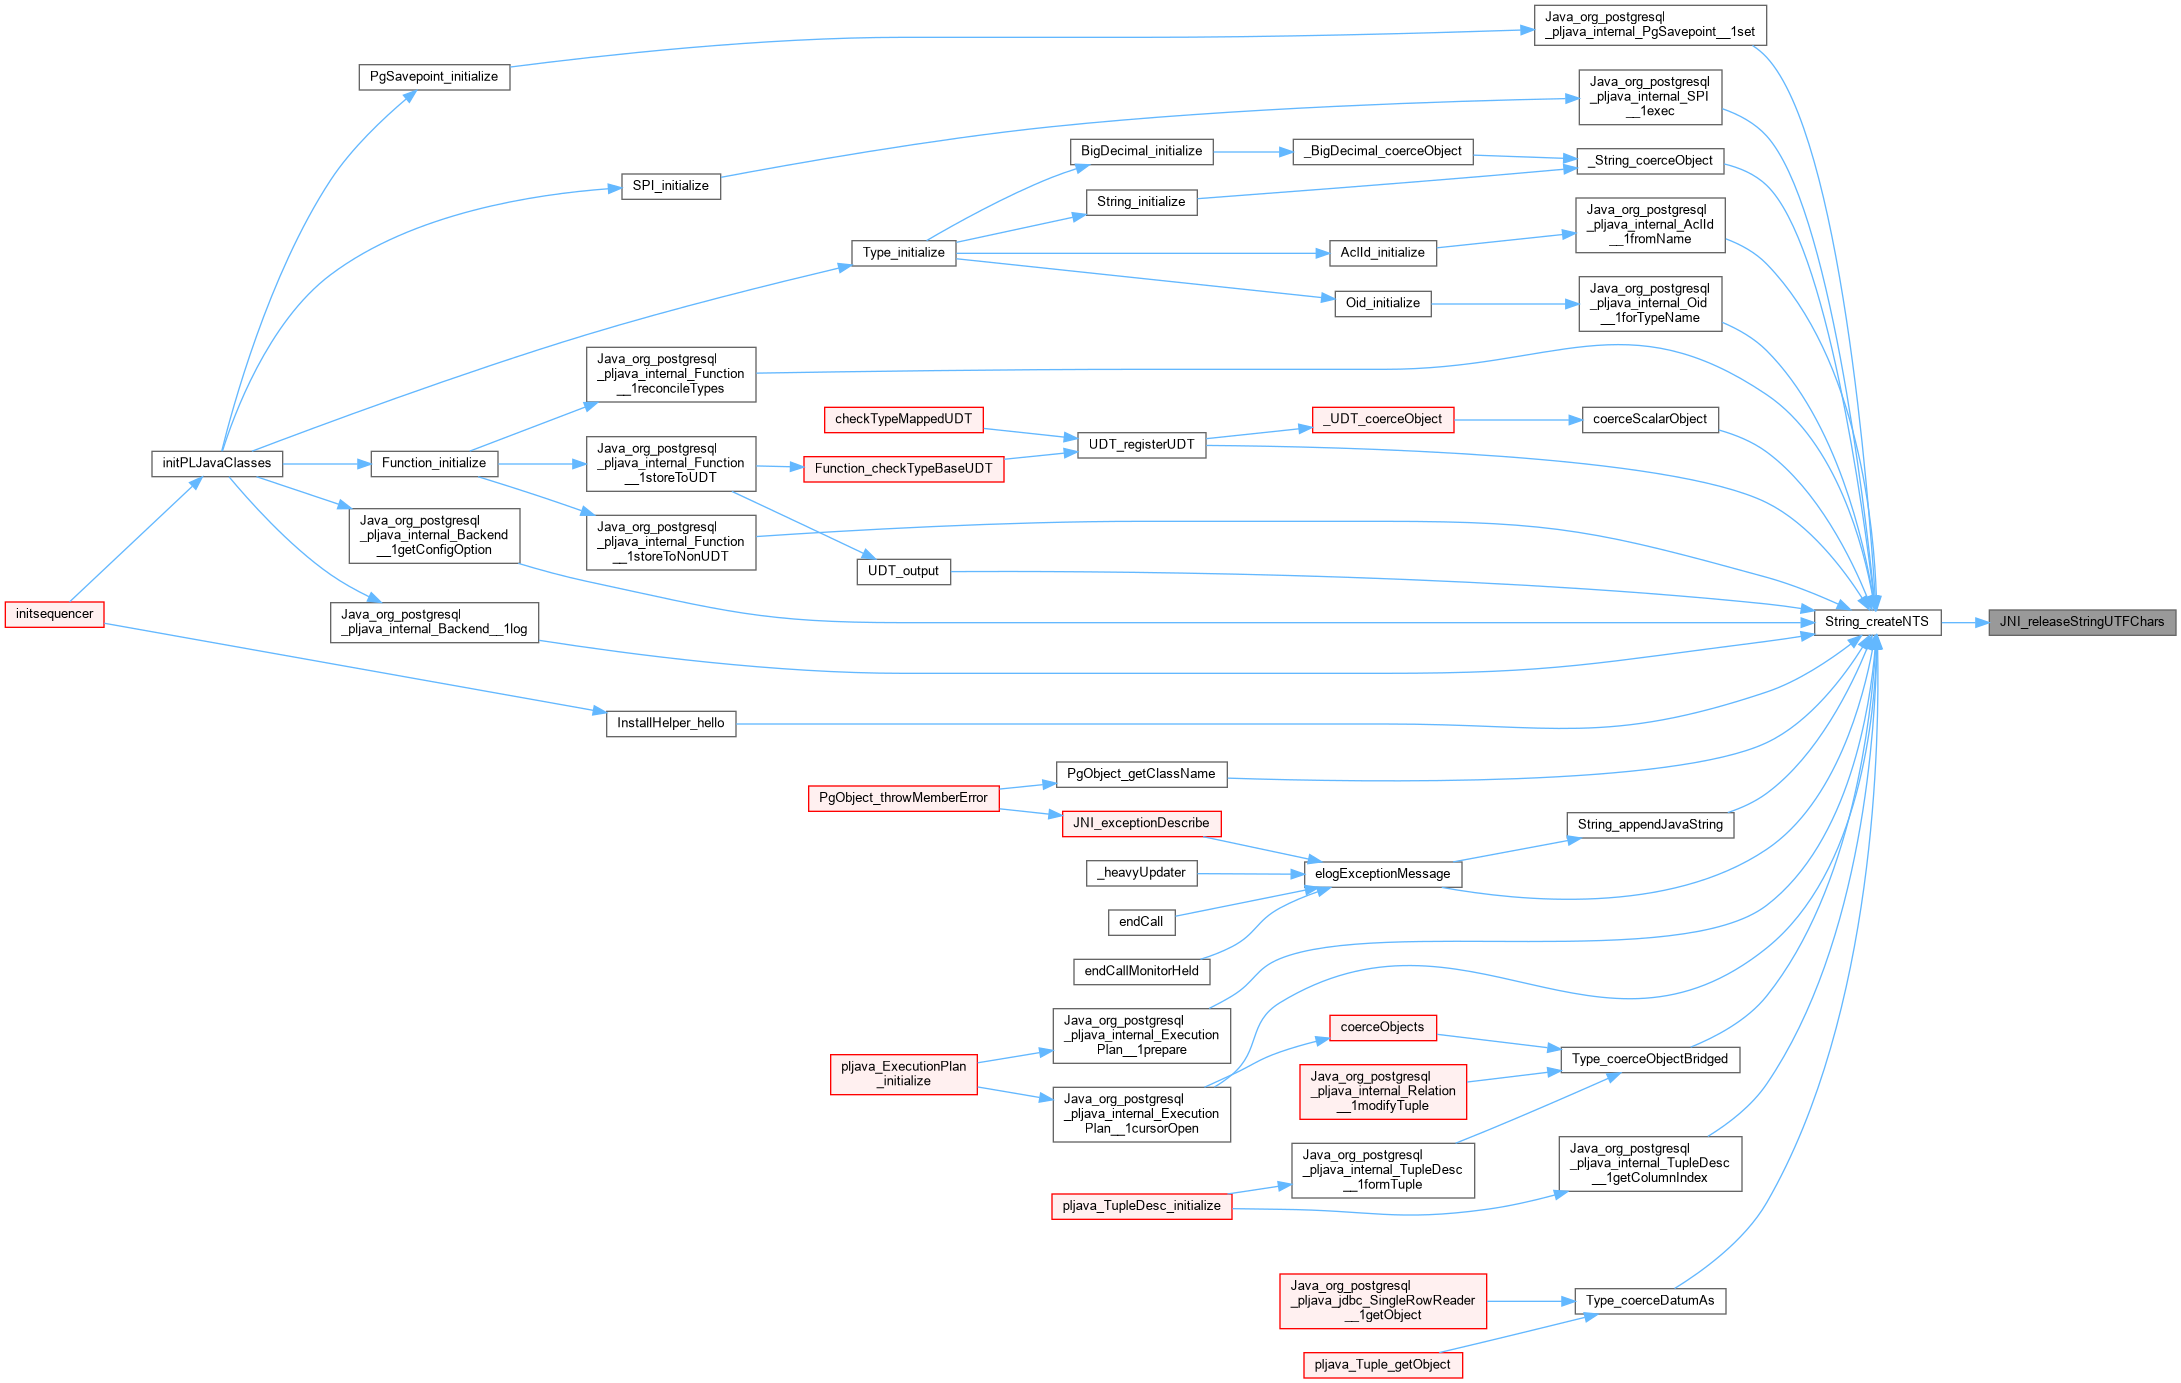 Java_org_postgresql
_pljava_internal_PgSavepoint__1set
PgSavepoint_initialize
Java_org_postgresql
_pljava_internal_SPI
__1exec
BigDecimal_initialize
_BigDecimal_coerceObject
_String_coerceObject
SPI_initialize
String_initialize
Java_org_postgresql
_pljava_internal_AclId
__1fromName
Type_initialize
AclId_initialize
Oid_initialize
Java_org_postgresql
_pljava_internal_Oid
__1forTypeName
Java_org_postgresql
_pljava_internal_Function
__1reconcileTypes
checkTypeMappedUDT
_UDT_coerceObject
coerceScalarObject
UDT_registerUDT
initPLJavaClasses
Function_initialize
Java_org_postgresql
_pljava_internal_Function
__1storeToUDT
Function_checkTypeBaseUDT
Java_org_postgresql
_pljava_internal_Backend
__1getConfigOption
Java_org_postgresql
_pljava_internal_Function
__1storeToNonUDT
UDT_output
initsequencer
Java_org_postgresql
_pljava_internal_Backend__1log
String_createNTS
JNI_releaseStringUTFChars
InstallHelper_hello
PgObject_getClassName
PgObject_throwMemberError
JNI_exceptionDescribe
String_appendJavaString
_heavyUpdater
elogExceptionMessage
endCall
endCallMonitorHeld
Java_org_postgresql
_pljava_internal_Execution
Plan__1prepare
coerceObjects
Type_coerceObjectBridged
pljava_ExecutionPlan
_initialize
Java_org_postgresql
_pljava_internal_Relation
__1modifyTuple
Java_org_postgresql
_pljava_internal_Execution
Plan__1cursorOpen
Java_org_postgresql
_pljava_internal_TupleDesc
__1formTuple
Java_org_postgresql
_pljava_internal_TupleDesc
__1getColumnIndex
pljava_TupleDesc_initialize
Java_org_postgresql
_pljava_jdbc_SingleRowReader
__1getObject
Type_coerceDatumAs
pljava_Tuple_getObject